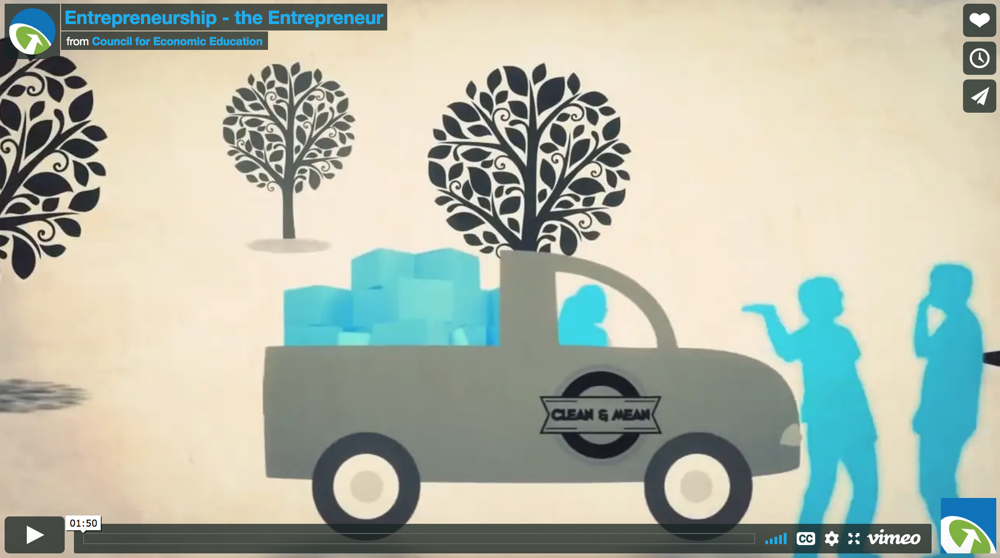 Entrepreneurship - the Entrepreneur
from Council for Economic Education
CLEAN & MEAN
01:50
CC
vimeo